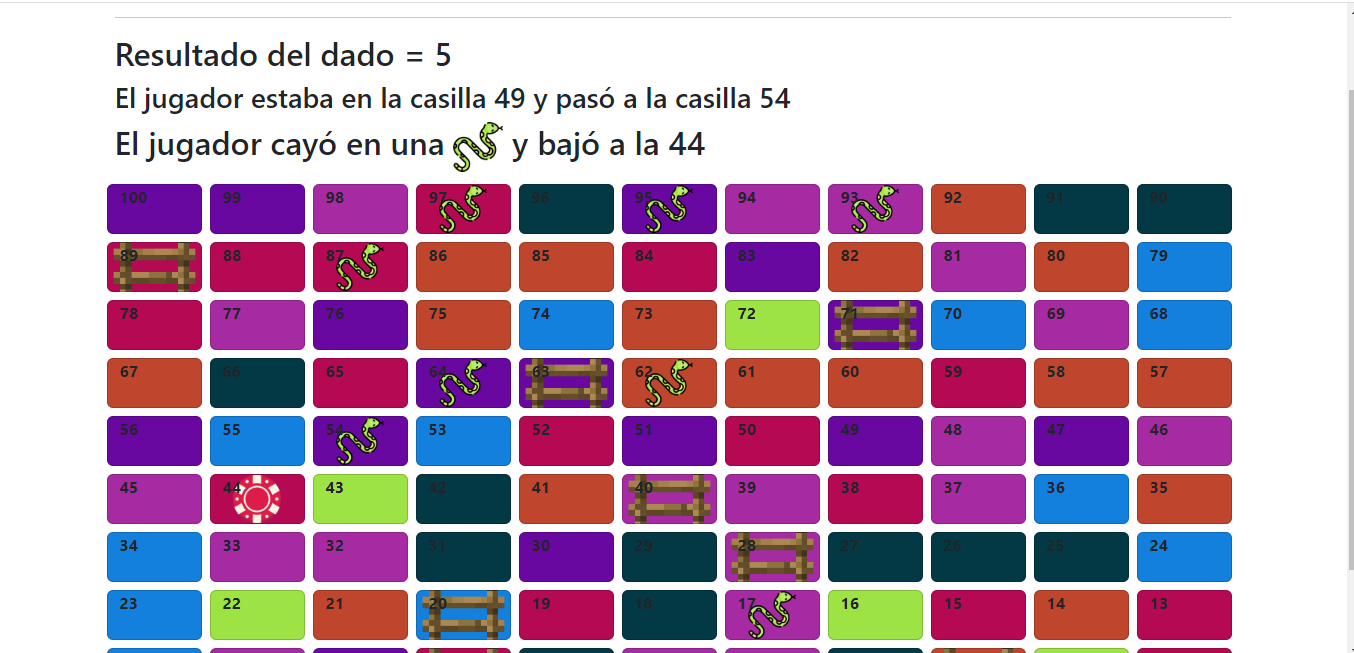 Resultado del dado = 5
El jugador estaba en la casilla 49 y pasó a la casilla 54
El jugador cayó en una y bajó a la 44
100 99 98 97 96 95 94 93 92 91 90
89 88 87 86 85 84 83 82 81 80 79
78 77 76 75 74 73 72 71 70 69 68
67 66 65 64 63 62 61 60 59 58 57
56 55 54 53 52 51 50 49 48 47 46
45 44 43 42 41 40 39 38 37 36 35
34 33 32 31 30 29 28 27 26 25 24
23 22 21 20 19 18 17 16 15 14 13